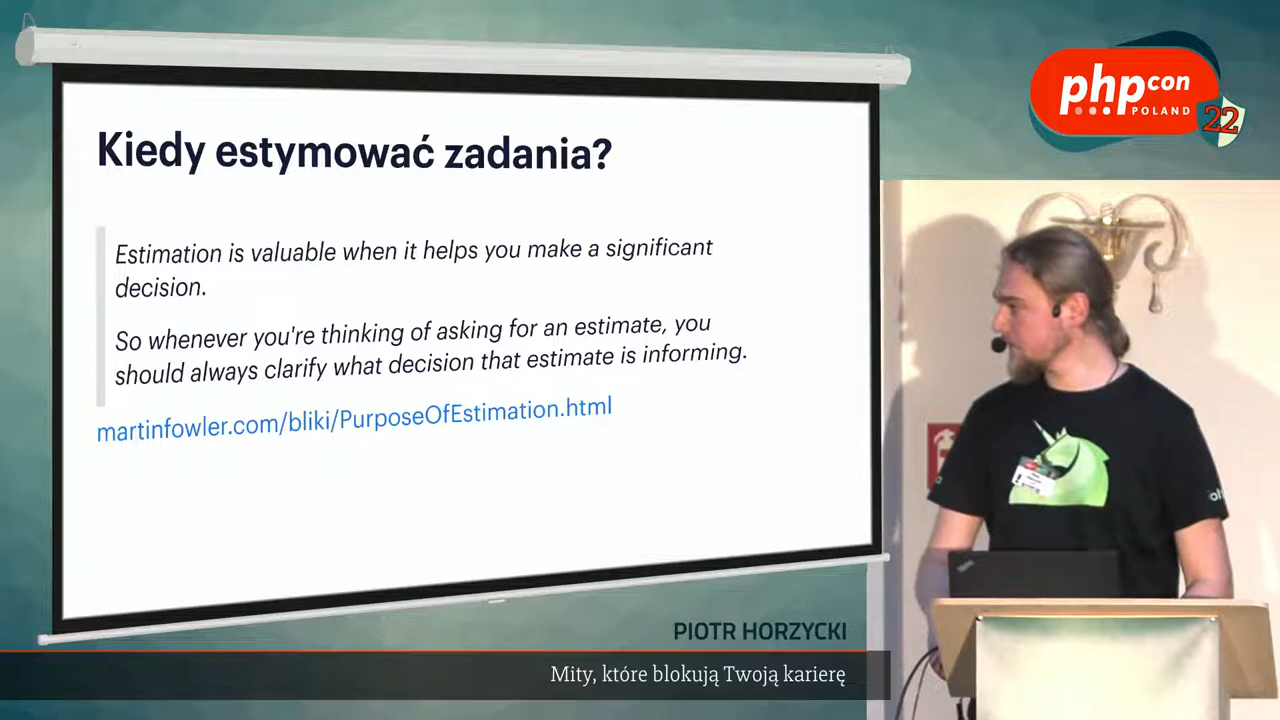 Kiedy estymować zadania?
Estimation is valuable when it helps you make a significant
decision.
So whenever you're thinking of asking for an estimate, you
should always clarify what decision that estimate is informing.
martinfowler.com/bliki/PurposeOfEstimation.html
phpcon
POLAND
22
PIOTR HORZYCKI
Mity, które blokują Twoją karierę